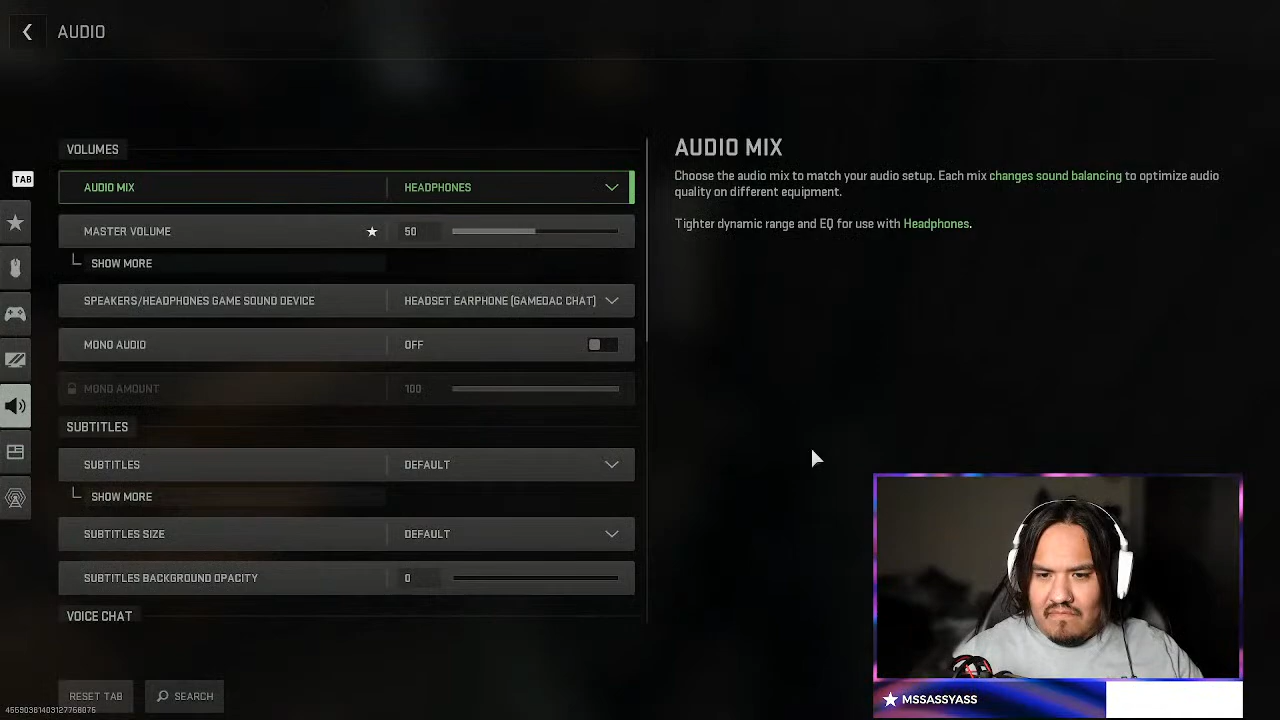 AUDIO
VOLUMES
TAB
AUDIO MIX
HEADPHONES
MASTER VOLUME
50
SHOW MORE
SPEAKERS/HEADPHONES GAME SOUND DEVICE
HEADSET EARPHONE (GAMEDAC CHAT)
MONO AUDIO
OFF
MONO AMOUNT
100
SUBTITLES
SUBTITLES
DEFAULT
SHOW MORE
SUBTITLES SIZE
DEFAULT
SUBTITLES BACKGROUND OPACITY
0
VOICE CHAT
RESET TAB
SEARCH
AUDIO MIX
Choose the audio mix to match your audio setup. Each mix changes sound balancing to optimize audio
quality on different equipment.
Tighter dynamic range and EQ for use with Headphones.
MSSASSYASS